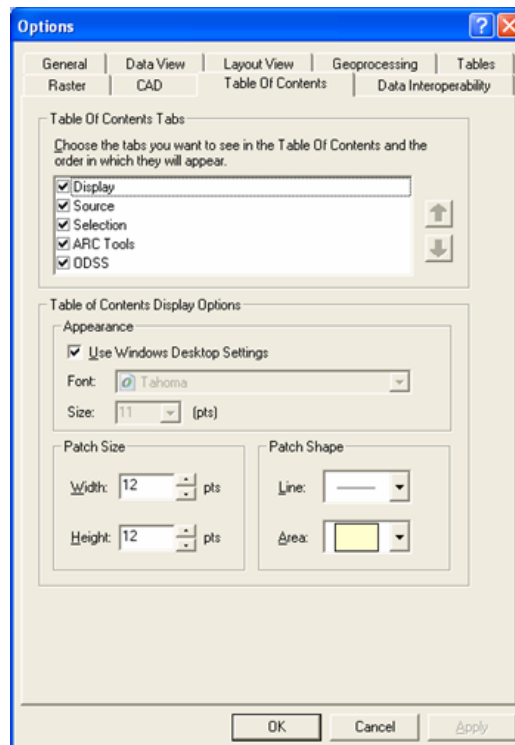 Options
General Data View Layout View Geoprocessing Tables
Raster CAD Table Of Contents Data Interoperability
Table Of Contents Tabs
Choose the tabs you want to see in the Table Of Contents and the
order in which they will appear.
Display
Source
Selection
ARC Tools
ODSS
Table of Contents Display Options
Appearance
Use Windows Desktop Settings
Font: Tahoma
Size: 11 (pts)
Patch Size Patch Shape
Width: 12 pts Line:
Height: 12 pts Area:
OK Cancel Apply